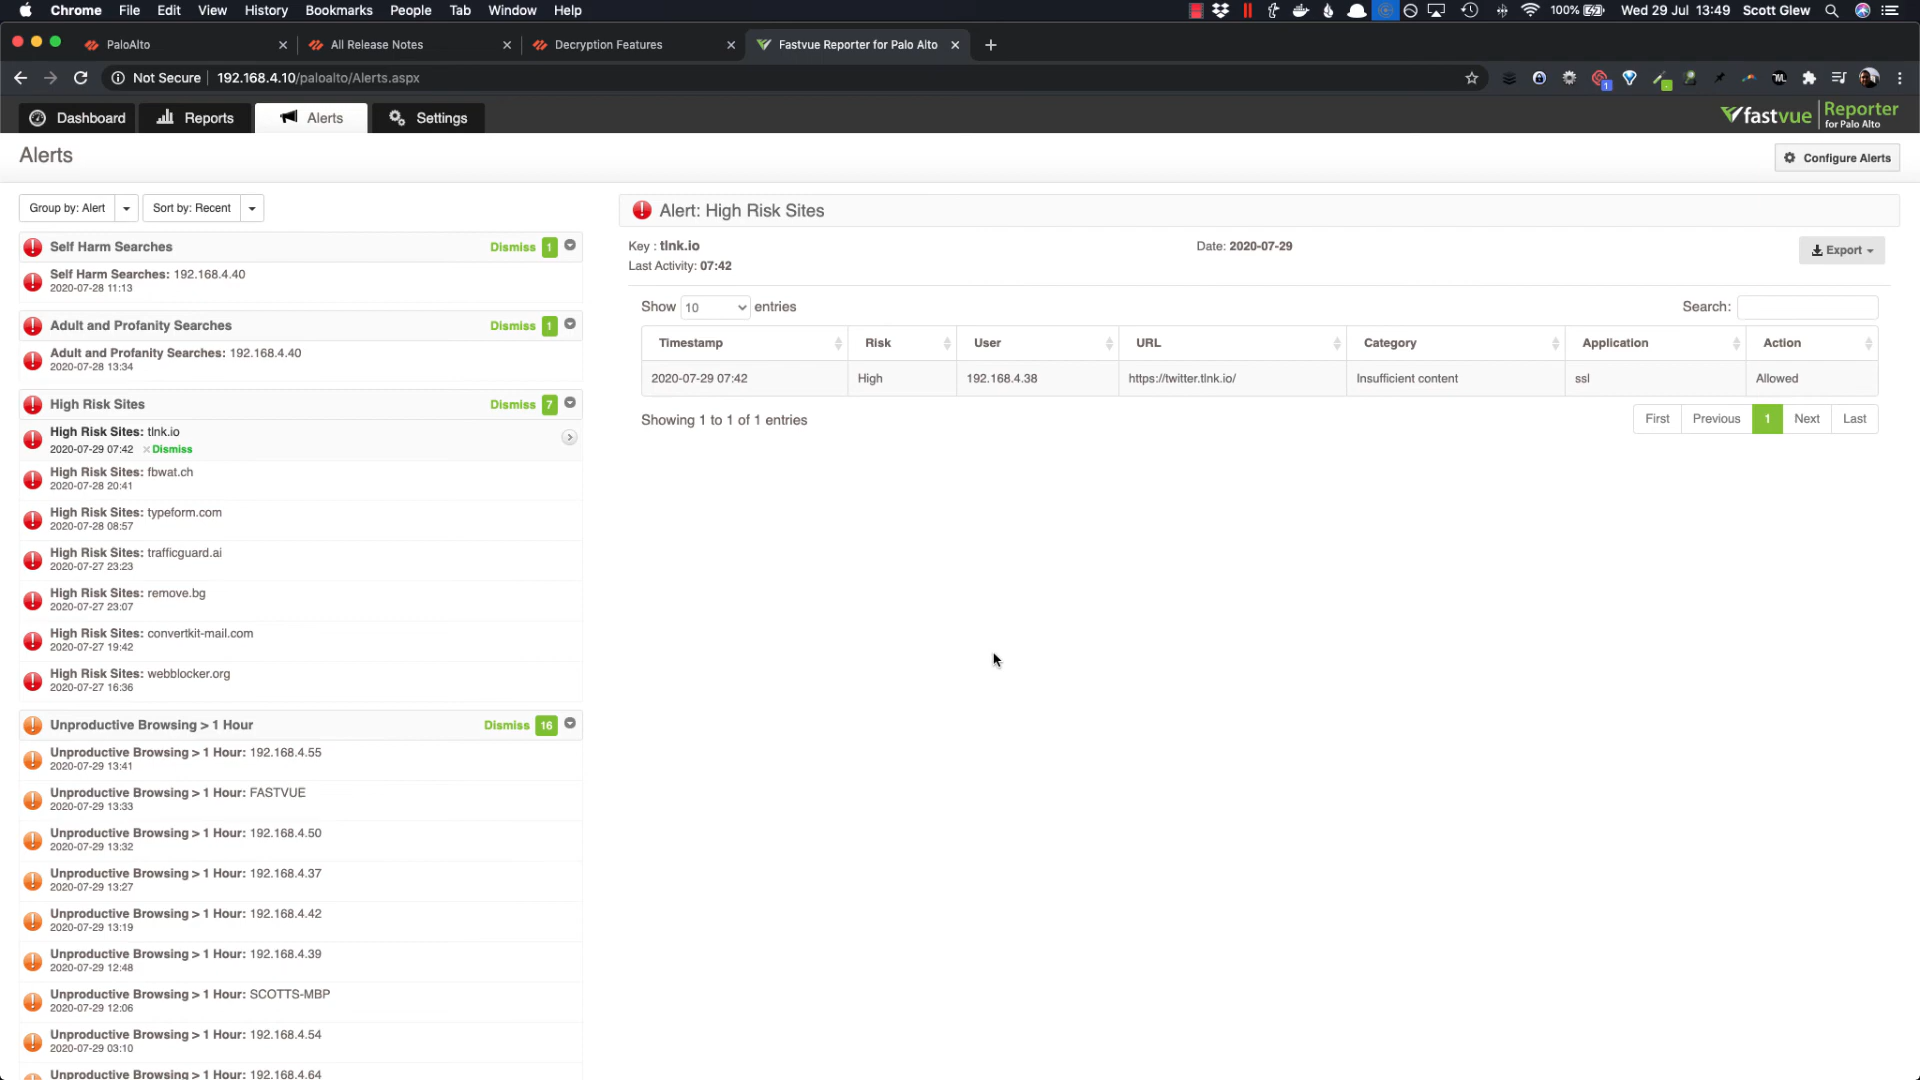 Chrome File Edit View History Bookmarks People Tab Window Help 100% Wed 29 Jul 13:49 Scott Glew
PaloAlto All Release Notes Decryption Features Fastvue Reporter for Palo Alto
Not Secure 192.168.4.10/paloalto/Alerts.aspx 1
Dashboard Reports Alerts Settings
fastvue Reporter for Palo Alto
Alerts
Configure Alerts
Group by: Alert Sort by: Recent
Self Harm Searches Dismiss 1
Self Harm Searches: 192.168.4.40
2020-07-28 11:13
Adult and Profanity Searches Dismiss 1
Adult and Profanity Searches: 192.168.4.40
2020-07-28 13:34
High Risk Sites Dismiss 7
High Risk Sites: tlnk.io
2020-07-29 07:42 Dismiss
High Risk Sites: fbwat.ch
2020-07-28 20:41
High Risk Sites: typeform.com
2020-07-28 08:57
High Risk Sites: trafficguard.ai
2020-07-27 23:23
High Risk Sites: remove.bg
2020-07-27 23:07
High Risk Sites: convertkit-mail.com
2020-07-27 19:42
High Risk Sites: webblocker.org
2020-07-27 16:36
Unproductive Browsing > 1 Hour Dismiss 16
Unproductive Browsing > 1 Hour: 192.168.4.55
2020-07-29 13:41
Unproductive Browsing > 1 Hour: FASTVUE
2020-07-29 13:33
Unproductive Browsing > 1 Hour: 192.168.4.50
2020-07-29 13:32
Unproductive Browsing > 1 Hour: 192.168.4.37
2020-07-29 13:27
Unproductive Browsing > 1 Hour: 192.168.4.42
2020-07-29 13:19
Unproductive Browsing > 1 Hour: 192.168.4.39
2020-07-29 12:48
Unproductive Browsing > 1 Hour: SCOTTS-MBP
2020-07-29 12:06
Unproductive Browsing > 1 Hour: 192.168.4.54
2020-07-29 03:10
Unproductive Browsing > 1 Hour: 192.168.4.64
Alert: High Risk Sites
Key : tlnk.io Date: 2020-07-29
Last Activity: 07:42
Export
Show 10 entries Search:
Timestamp Risk User URL Category Application Action
2020-07-29 07:42 High 192.168.4.38 https://twitter.tlnk.io/ Insufficient content ssl Allowed
Showing 1 to 1 of 1 entries First Previous 1 Next Last